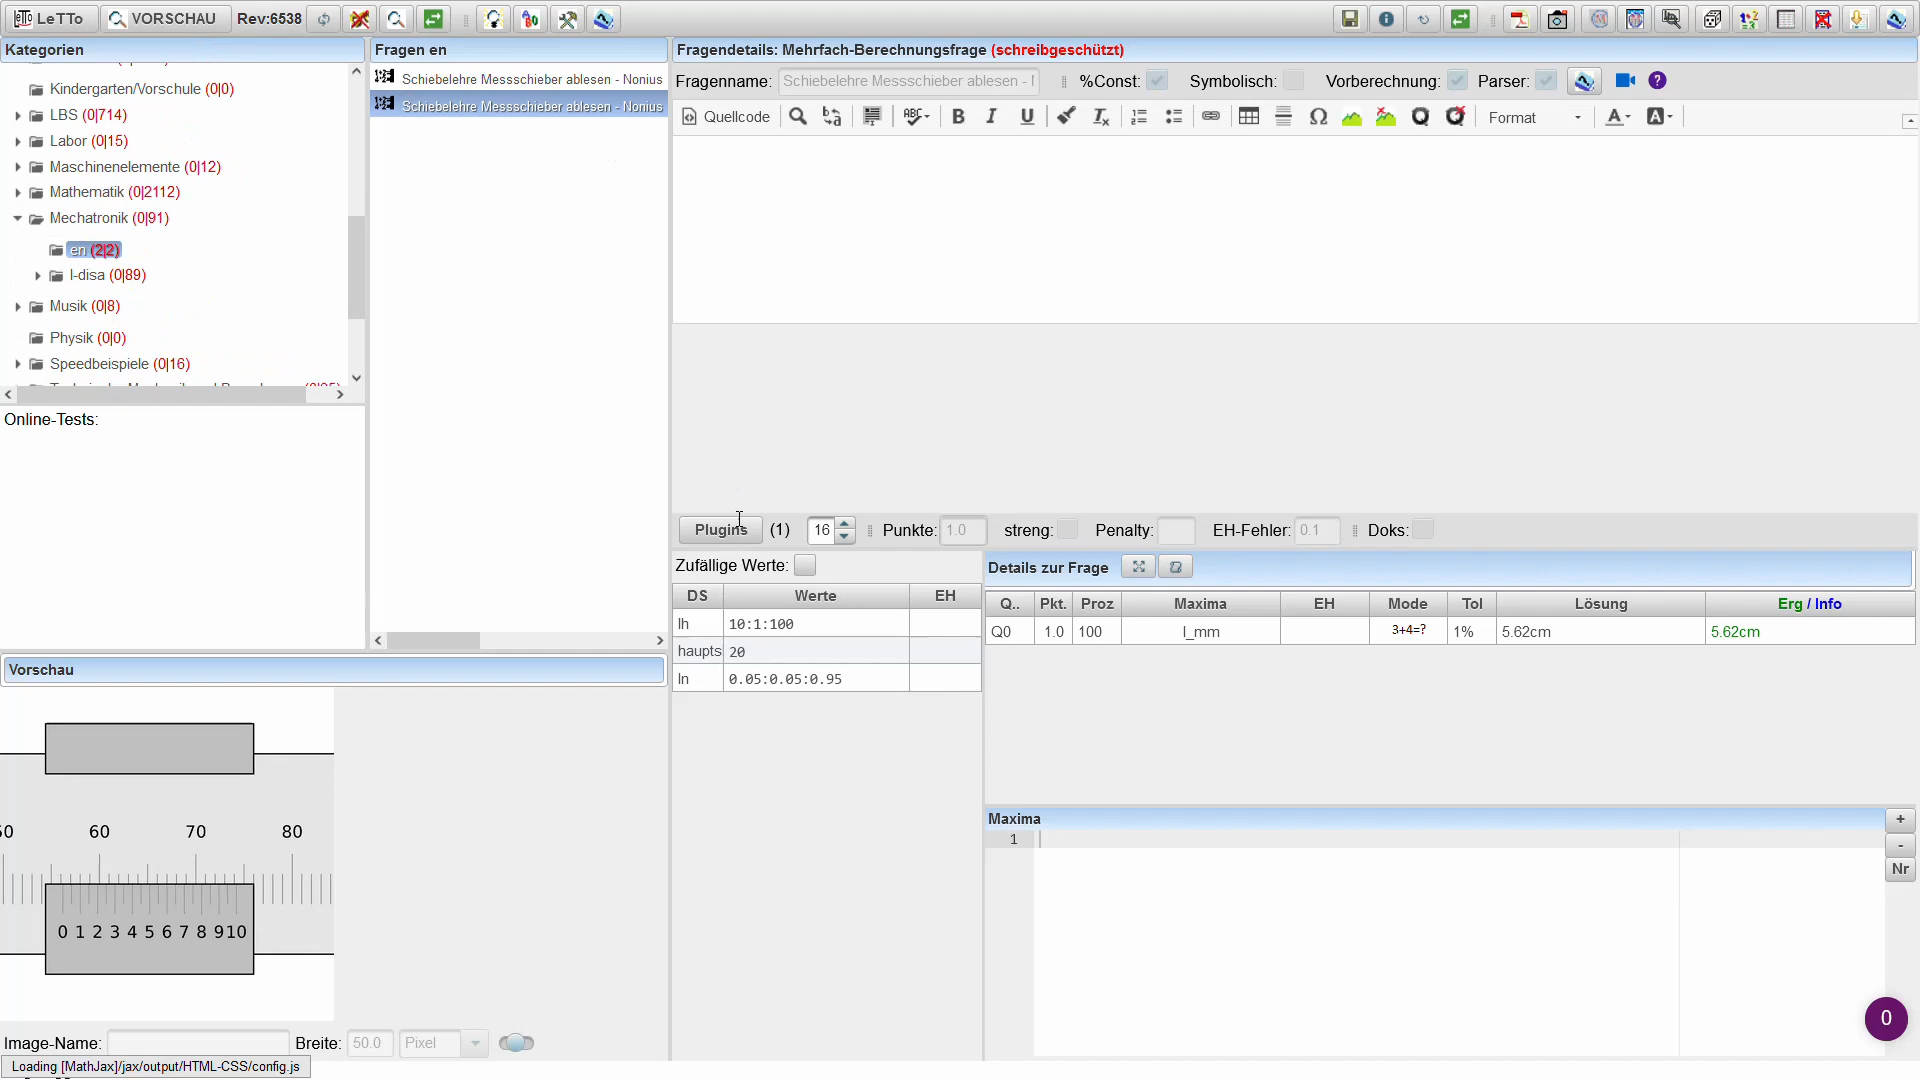 LeTTo VORSCHAU Rev:6538
Kategorien
Kindergarten/Vorschule (0|0)
LBS (0|714)
Labor (0|15)
Maschinenelemente (0|12)
Mathematik (0|2112)
Mechatronik (0|91)
en (2|2)
I-disa (0|89)
Musik (0|8)
Physik (0|0)
Speedbeispiele (0|16)
Online-Tests:
Fragen en
Schiebelehre Messschieber ablesen - Nonius
Schiebelehre Messschieber ablesen - Nonius
Fragendetails: Mehrfach-Berechnungsfrage (schreibgeschützt)
Fragenname: Schiebelehre Messschieber ablesen - %Const: Symbolisch: Vorberechnung: Parser:
Quellcode Format
Plugins (1) 16 Punkte: 1.0 streng: Penalty: EH-Fehler: 0.1 Doks:
Zufällige Werte:
DS Werte EH
lh 10:1:100
haupts 20
ln 0.05:0.05:0.95
Details zur Frage
Q.. Pkt. Proz Maxima EH Mode Tol Lösung Erg / Info
Q0 1.0 100 l_mm 3+4=? 1% 5.62cm 5.62cm
Maxima
1
+
-
Nr
0
Vorschau
50 60 70 80
0 1 2 3 4 5 6 7 8 9 10
Image-Name: Breite: 50.0 Pixel
Loading [MathJax]/jax/output/HTML-CSS/config.js